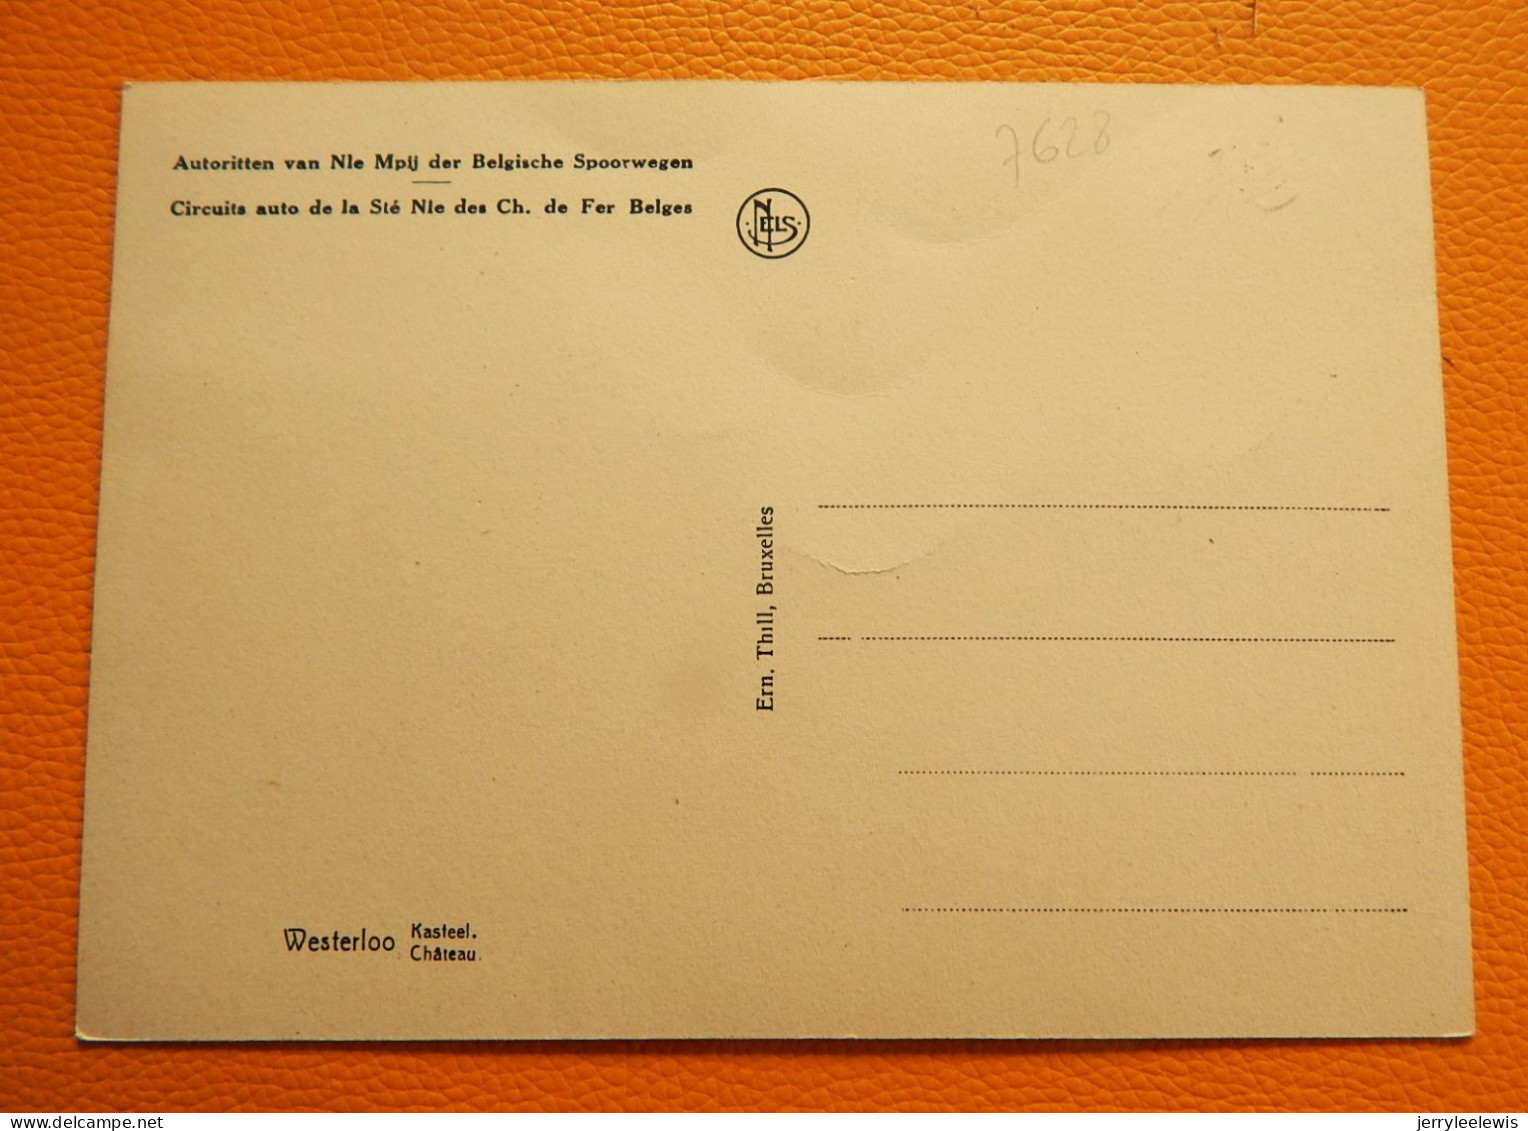 Autoritten van Nle Mpij der Belgische Spoorwegen
Circuits auto de la Sté Nle des Ch. de Fer Belges
NELS
7628
Ern. Thill, Bruxelles
Westerloo Kasteel.
Château.
delcampe.net
jerryleelewis